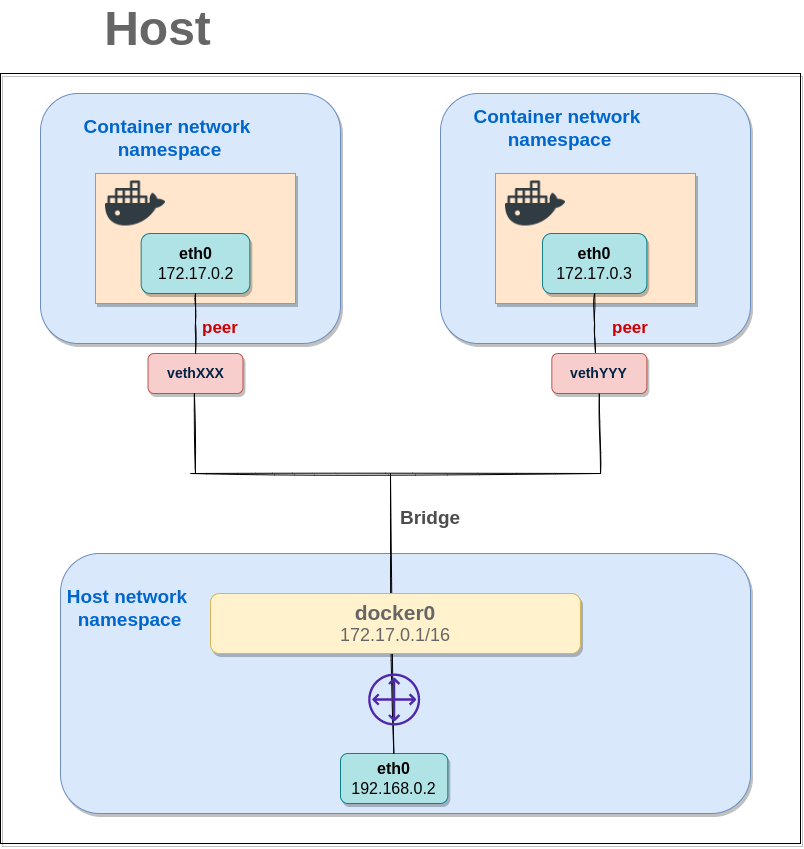 Host
Container network
namespace
eth0
172.17.0.2
peer
vethXXX
Container network
namespace
eth0
172.17.0.3
peer
vethYYY
Bridge
Host network
namespace
docker0
172.17.0.1/16
eth0
192.168.0.2